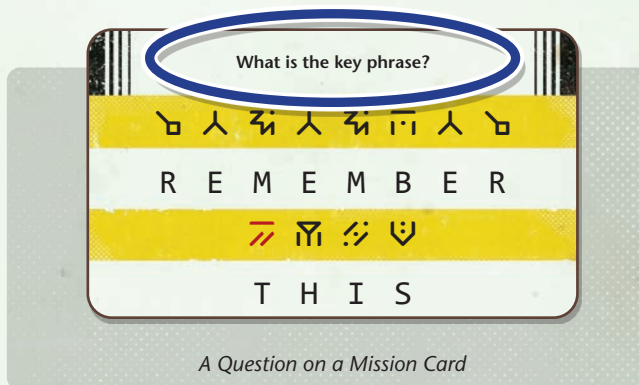 What is the key phrase?
R E M E M B E R
T H I S
A Question on a Mission Card